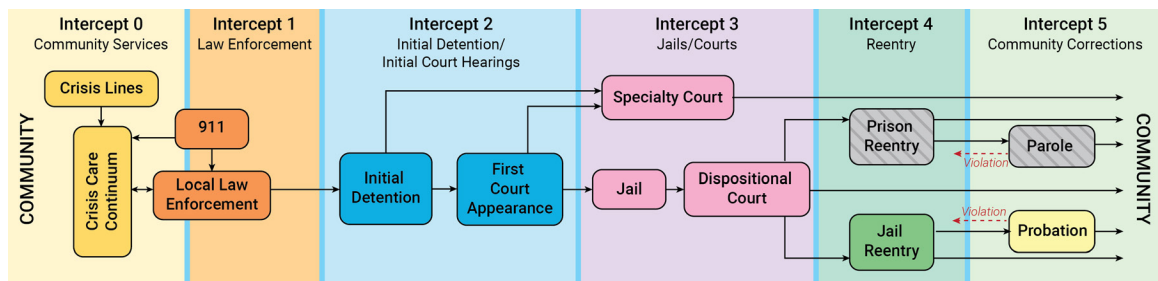 Intercept 0
Community Services
Intercept 1
Law Enforcement
Intercept 2
Initial Detention/
Initial Court Hearings
Intercept 3
Jails/Courts
Intercept 4
Reentry
Intercept 5
Community Corrections
COMMUNITY
Crisis Lines
Crisis Care
Continuum
911
Local Law
Enforcement
Initial
Detention
First
Court
Appearance
Specialty Court
Jail
Dispositional
Court
Prison
Reentry
Violation
Parole
Jail
Reentry
Violation
Probation
COMMUNITY